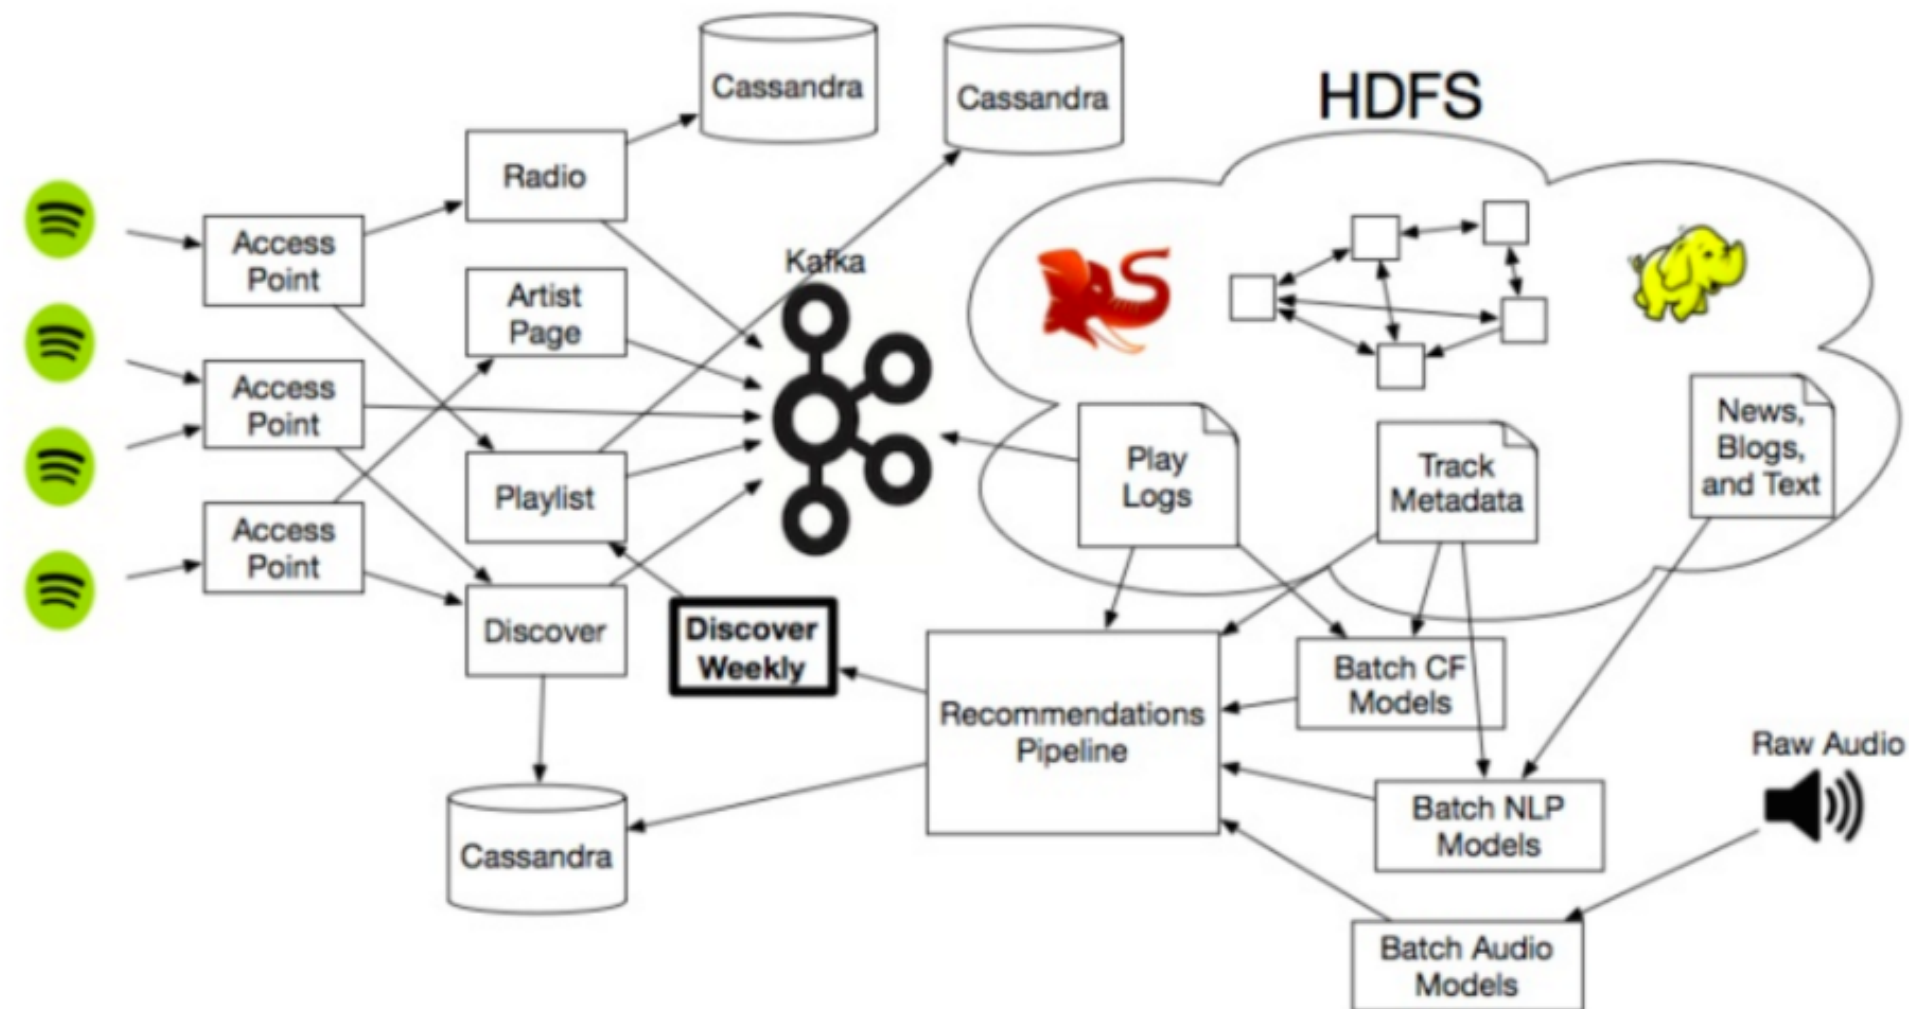 Cassandra
Cassandra
HDFS
Radio
Access
Point
Artist
Page
Kafka
Access
Point
Playlist
Access
Point
Discover
Discover
Weekly
Cassandra
Play
Logs
Track
Metadata
News,
Blogs,
and Text
Recommendations
Pipeline
Batch CF
Models
Batch NLP
Models
Raw Audio
Batch Audio
Models